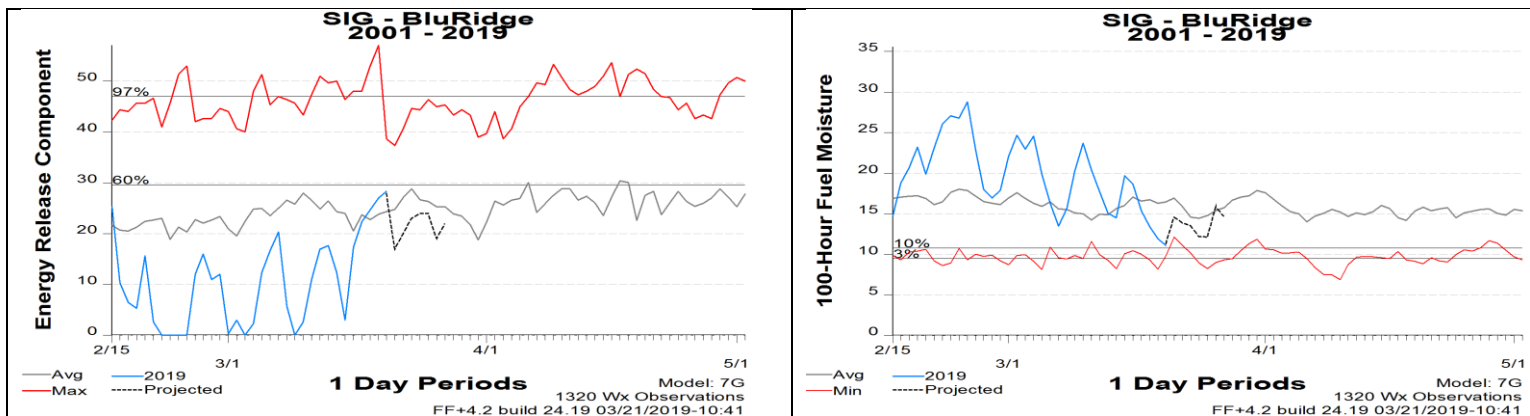 SIG - BluRidge
2001 - 2019
Energy Release Component
50
40
30
20
10
0
97%
60%
2/15
3/1
4/1
5/1
Avg
2019
Max
Projected
1 Day Periods
Model: 7G
1320 Wx Observations
FF+4.2 build 24.19 03/21/2019-10:41
SIG - BluRidge
2001 - 2019
100-Hour Fuel Moisture
35
30
25
20
15
10
5
0
10%
3%
2/15
3/1
4/1
5/1
Avg
2019
Min
Projected
1 Day Periods
Model: 7G
1320 Wx Observations
FF+4.2 build 24.19 03/21/2019-10:41